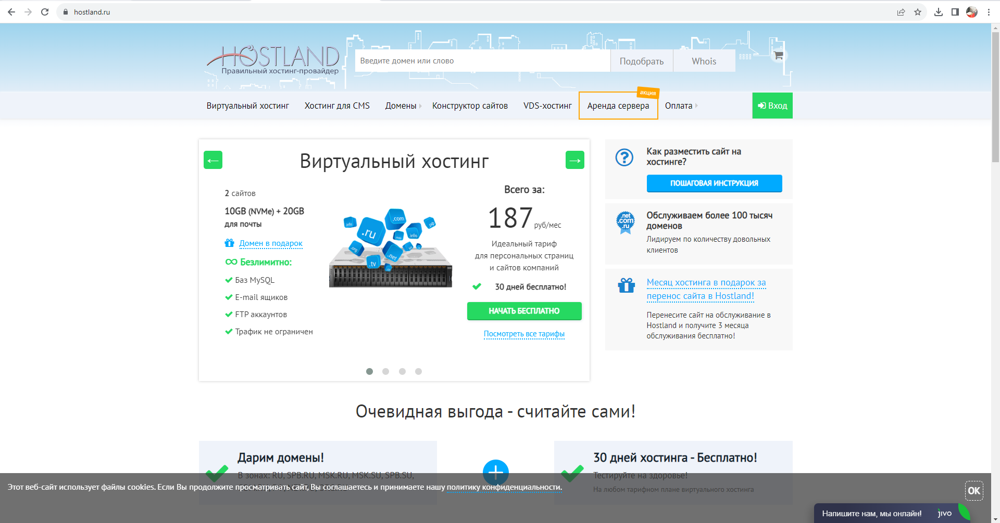 hostland.ru
HOSTLAND
Правильный хостинг-провайдер
Введите домен или слово
Подобрать
Whois
Виртуальный хостинг
Хостинг для CMS
Домены
Конструктор сайтов
VDS-хостинг
Аренда сервера
акция
Оплата
Вход
←
Виртуальный хостинг
→
2 сайтов
10GB (NVMe) + 20GB
для почты
Домен в подарок
Безлимитно:
Баз MySQL
E-mail ящиков
FTP аккаунтов
Трафик не ограничен
.info
.ru
.com
.рф
.info
.org
.net
.tv
Всего за:
187 руб/мес
Идеальный тариф
для персональных страниц
и сайтов компаний
30 дней бесплатно!
НАЧАТЬ БЕСПЛАТНО
Посмотреть все тарифы
Как разместить сайт на
хостинге?
ПОШАГОВАЯ ИНСТРУКЦИЯ
.net
.com
.ru
Обслуживаем более 100 тысяч
доменов
Лидируем по количеству довольных
клиентов
Месяц хостинга в подарок за
перенос сайта в Hostland!
Перенесите сайт на обслуживание в
Hostland и получите 3 месяца
обслуживания бесплатно!
Очевидная выгода - считайте сами!
Дарим домены!
В зонах: RU, SPB.RU, MSK.RU, MSK.SU, SPB.SU,
30 дней хостинга - Бесплатно!
Тестируйте на здоровье!
На любом тарифном плане виртуального хостинга
Этот веб-сайт использует файлы cookies. Если Вы продолжите просматривать сайт, Вы соглашаетесь и принимаете нашу политику конфиденциальности.
OK
Напишите нам, мы онлайн!
jivo